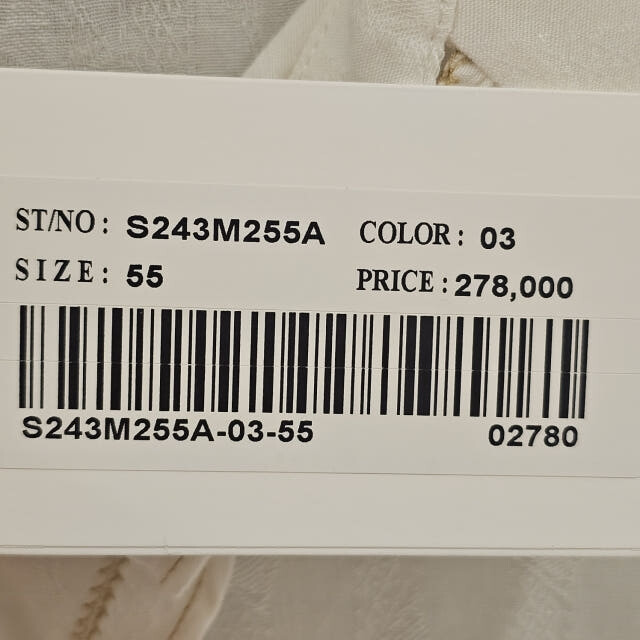 ST/NO: S243M255A COLOR: 03
SIZE: 55 PRICE: 278,000
S243M255A-03-55 02780